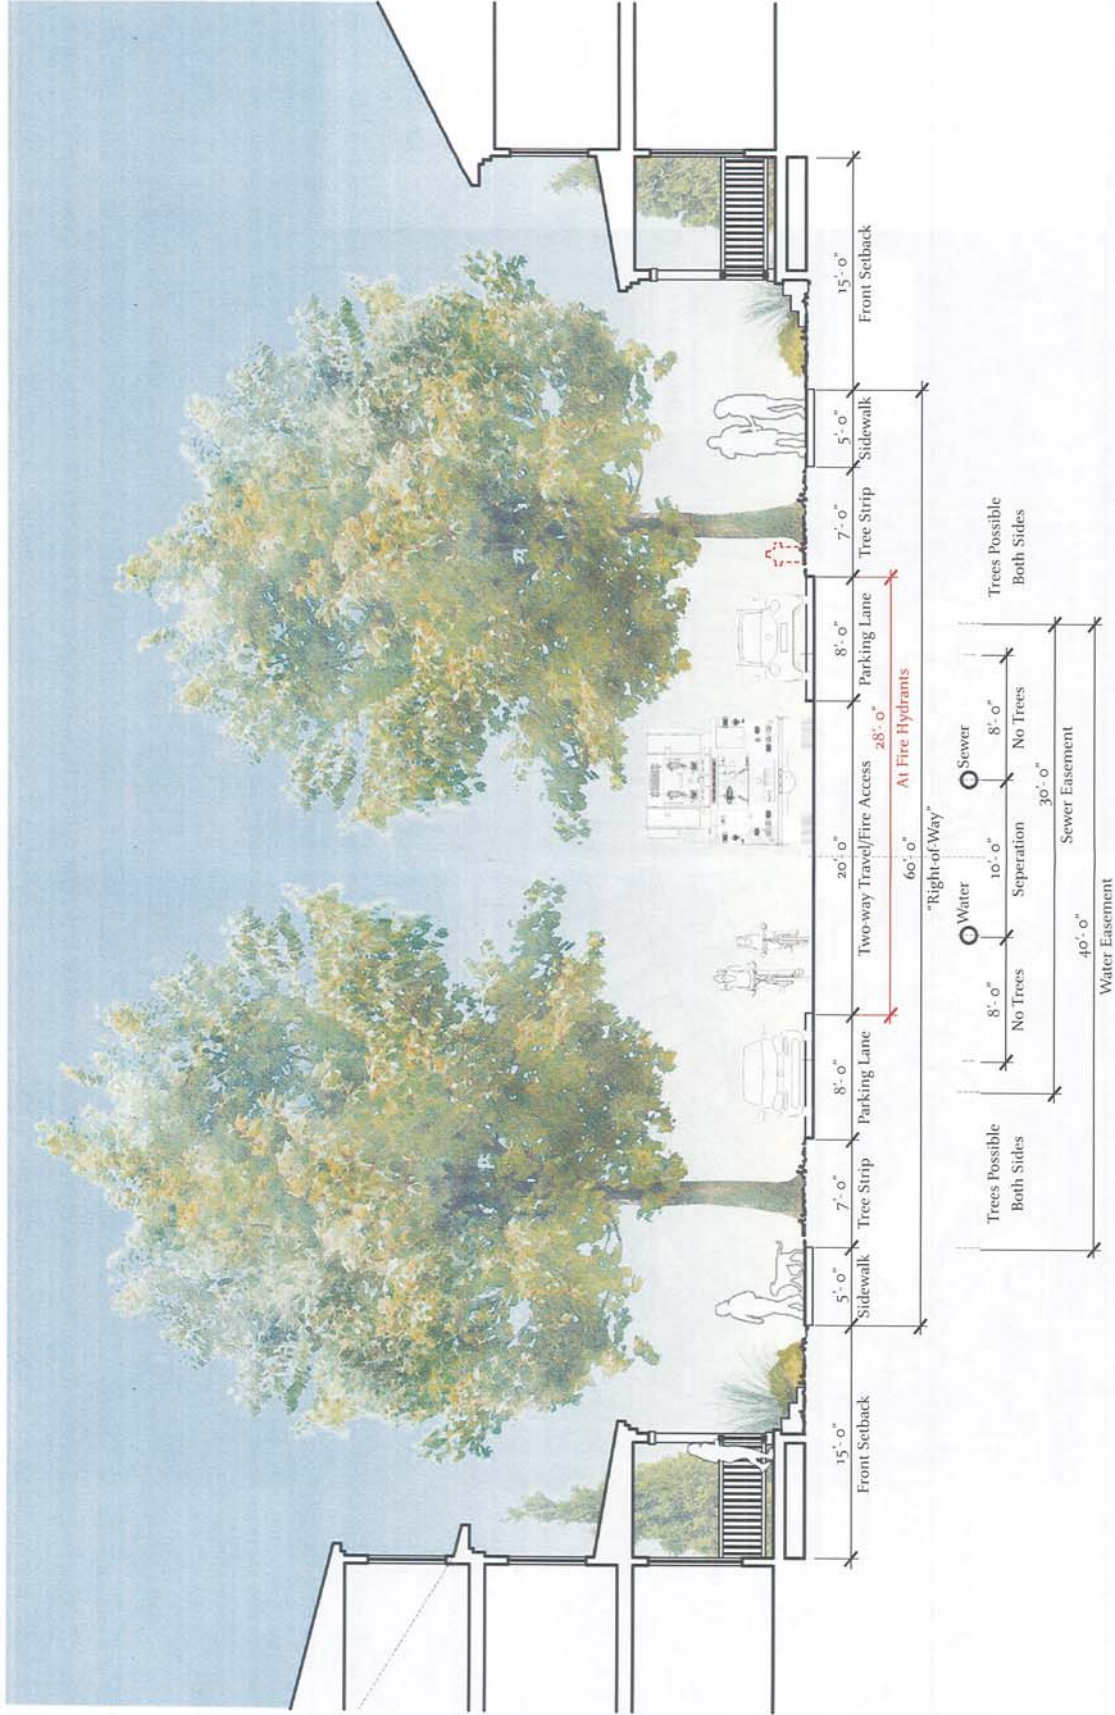 15'- 0"
Front Setback
5'- 0"
Sidewalk
7'- 0"
Tree Strip
8'- 0"
Parking Lane
20'- 0"
Two-way Travel/Fire Access
8'- 0"
Parking Lane
7'- 0"
Tree Strip
5'- 0"
Sidewalk
15'- 0"
Front Setback
28'- 0"
At Fire Hydrants
60'- 0"
"Right-of-Way"
Water
Sewer
Trees Possible
Both Sides
8'- 0"
No Trees
10'- 0"
Seperation
8'- 0"
No Trees
Trees Possible
Both Sides
30'- 0"
Sewer Easement
40'- 0"
Water Easement